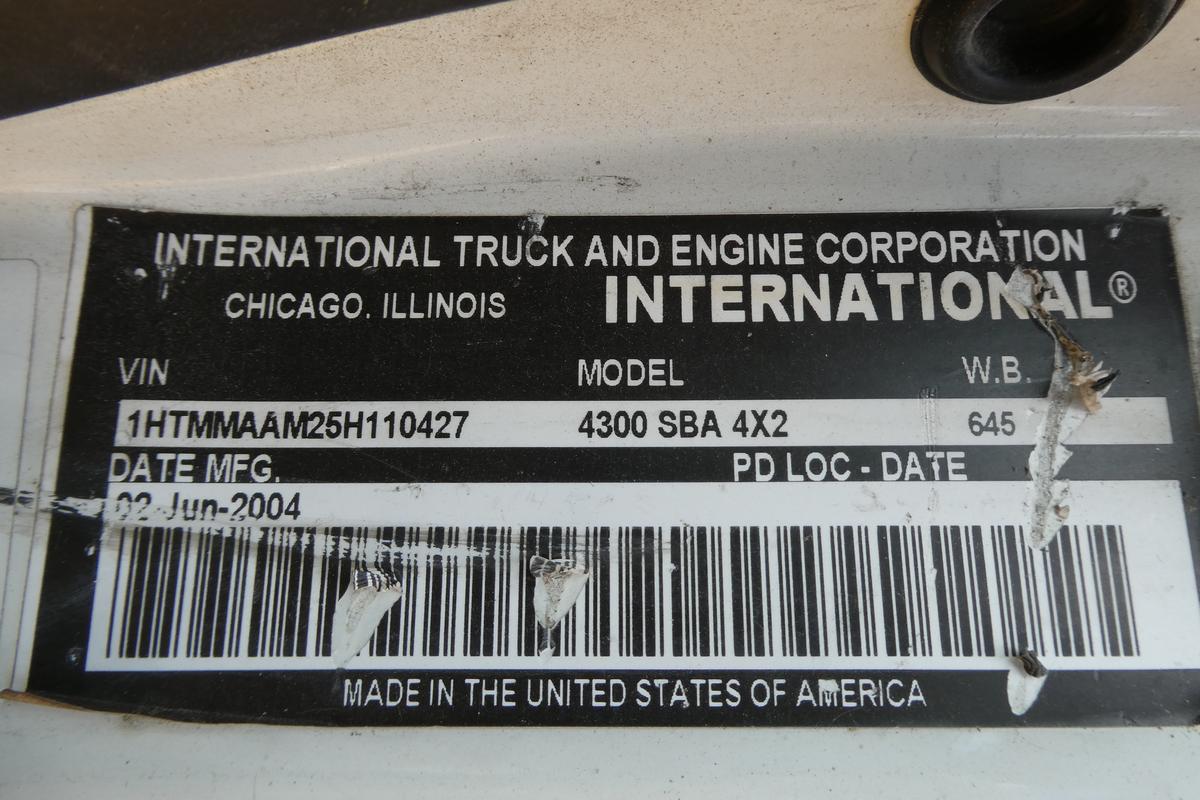 INTERNATIONAL TRUCK AND ENGINE CORPORATION
CHICAGO, ILLINOIS INTERNATIONAL®
VIN MODEL W.B.
1HTMMAAM25H110427 4300 SBA 4X2 645
DATE MFG. PD LOC - DATE
02-Jun-2004
MADE IN THE UNITED STATES OF AMERICA